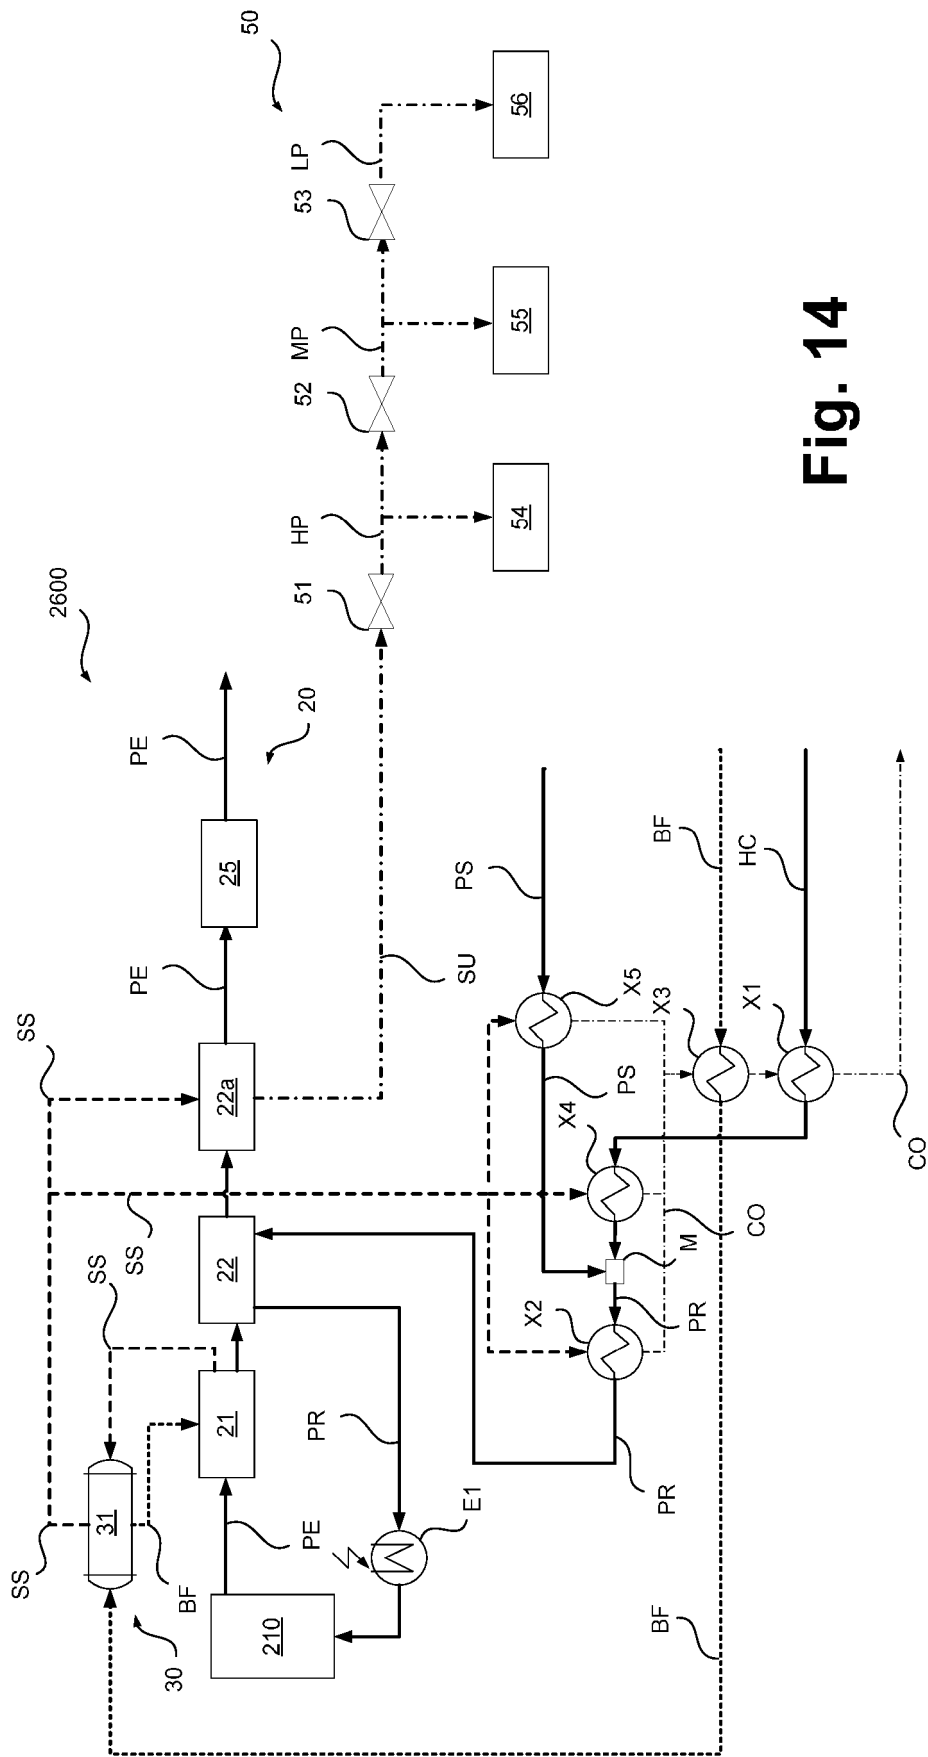 2600
50
SS
SS
SS
SS
31
30
BF
21
22
22a
25
PE
PE
PE
20
210
E1
PR
SU
51
HP
52
MP
53
LP
54
55
56
PS
PS
X5
X4
X3
X2
X1
M
PR
PR
CO
CO
BF
BF
HC
Fig. 14